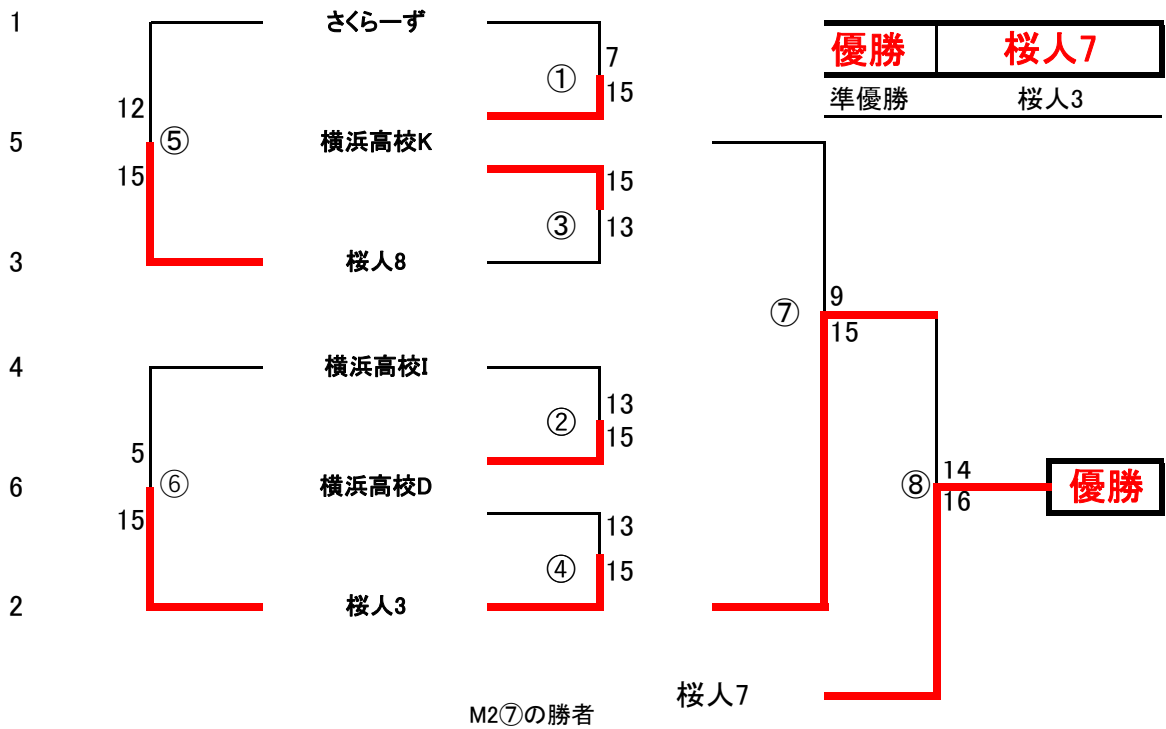 1 さくらーず 優勝 桜人7
7
① 15
12 準優勝 桜人3
5 ⑤ 横浜高校K
15 15
③ 13
3 桜人8
⑦ 9
15
4 横浜高校I
13
② 15
5
14
6 ⑥ 横浜高校D ⑧ 優勝
16
15 13
④ 15
2 桜人3
桜人7
M2⑦の勝者